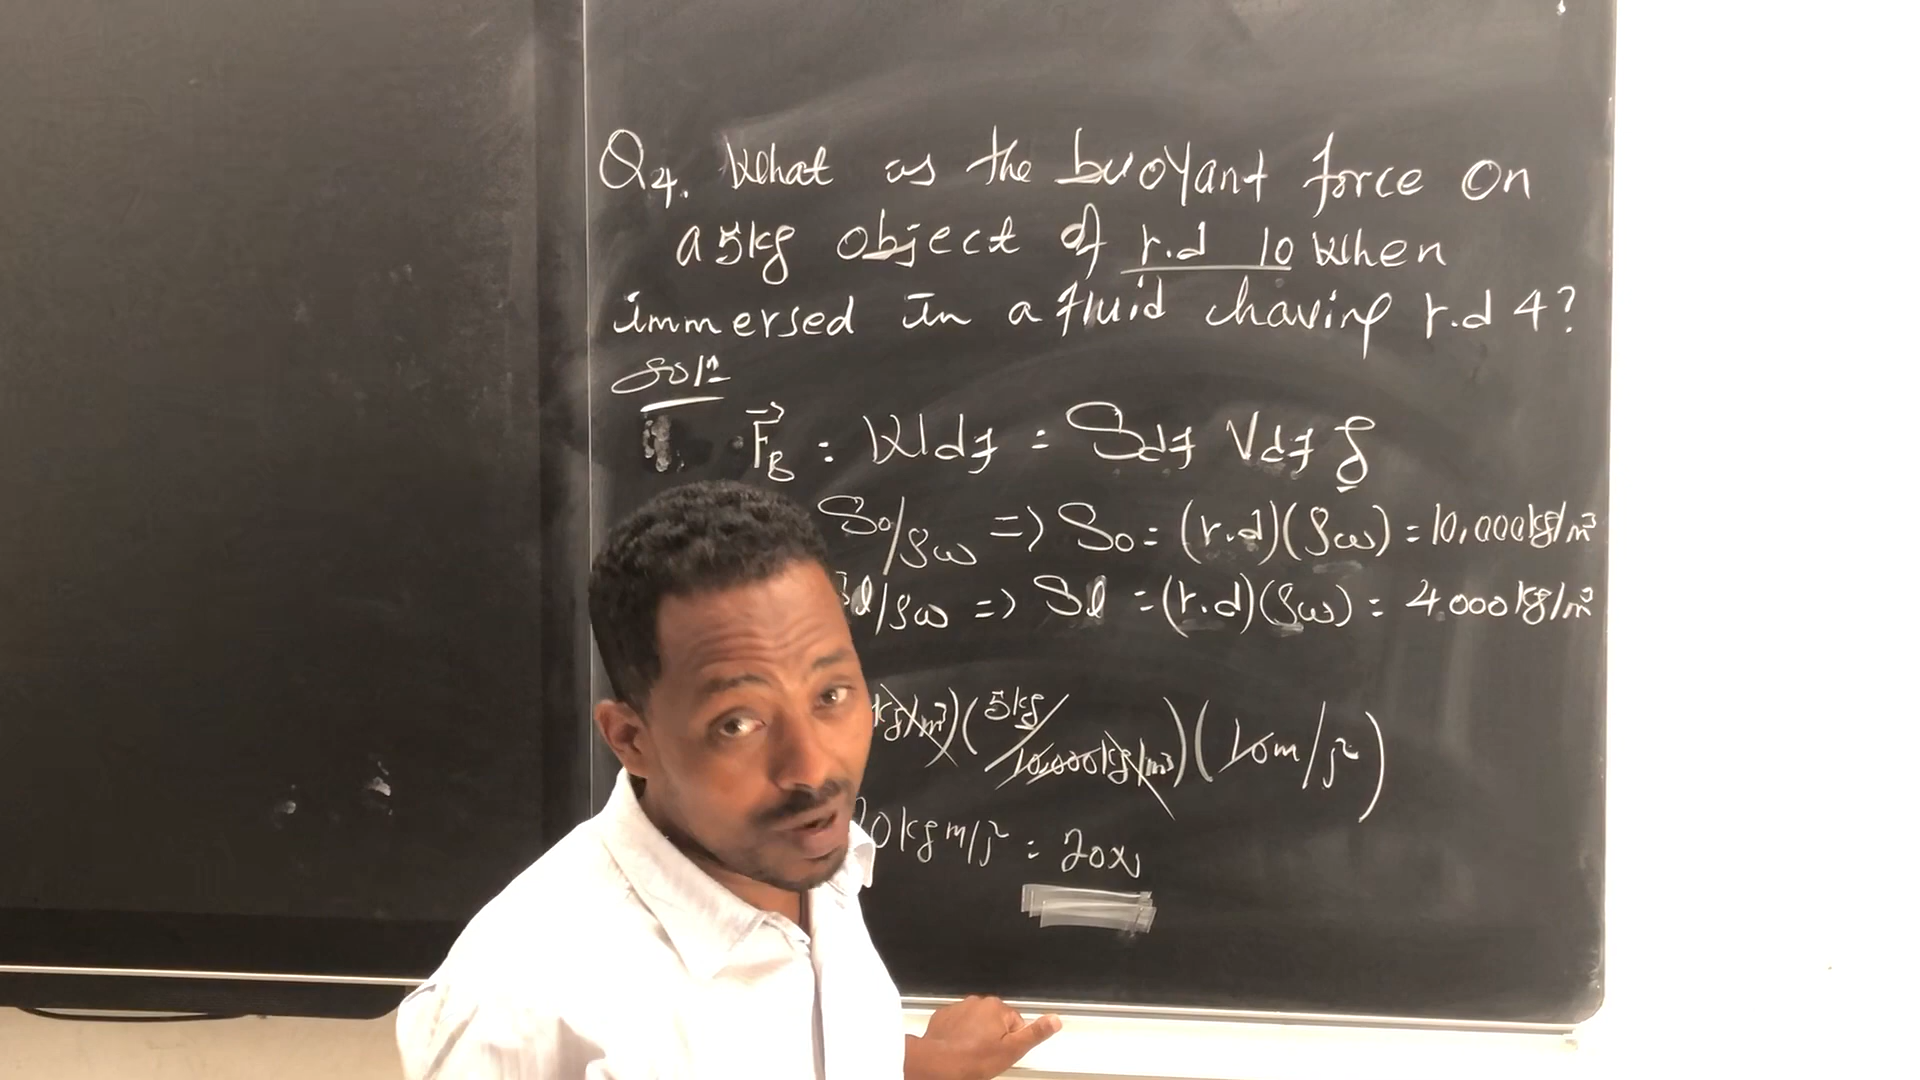 Q4. What is the buoyant force on
a 5kg object of r.d 10 when
immersed in a fluid having r.d 4?
Soln
F⃗B = Wdf = ρdf Vdf g
ρo/ρw => ρo = (r.d)(ρw) = 10,000kg/m³
ρl/ρw => ρl = (r.d)(ρw) = 4000kg/m³
kg/m³)(5kg/10,000kg/m³)(10m/s²)
0kgm/s² = 20N